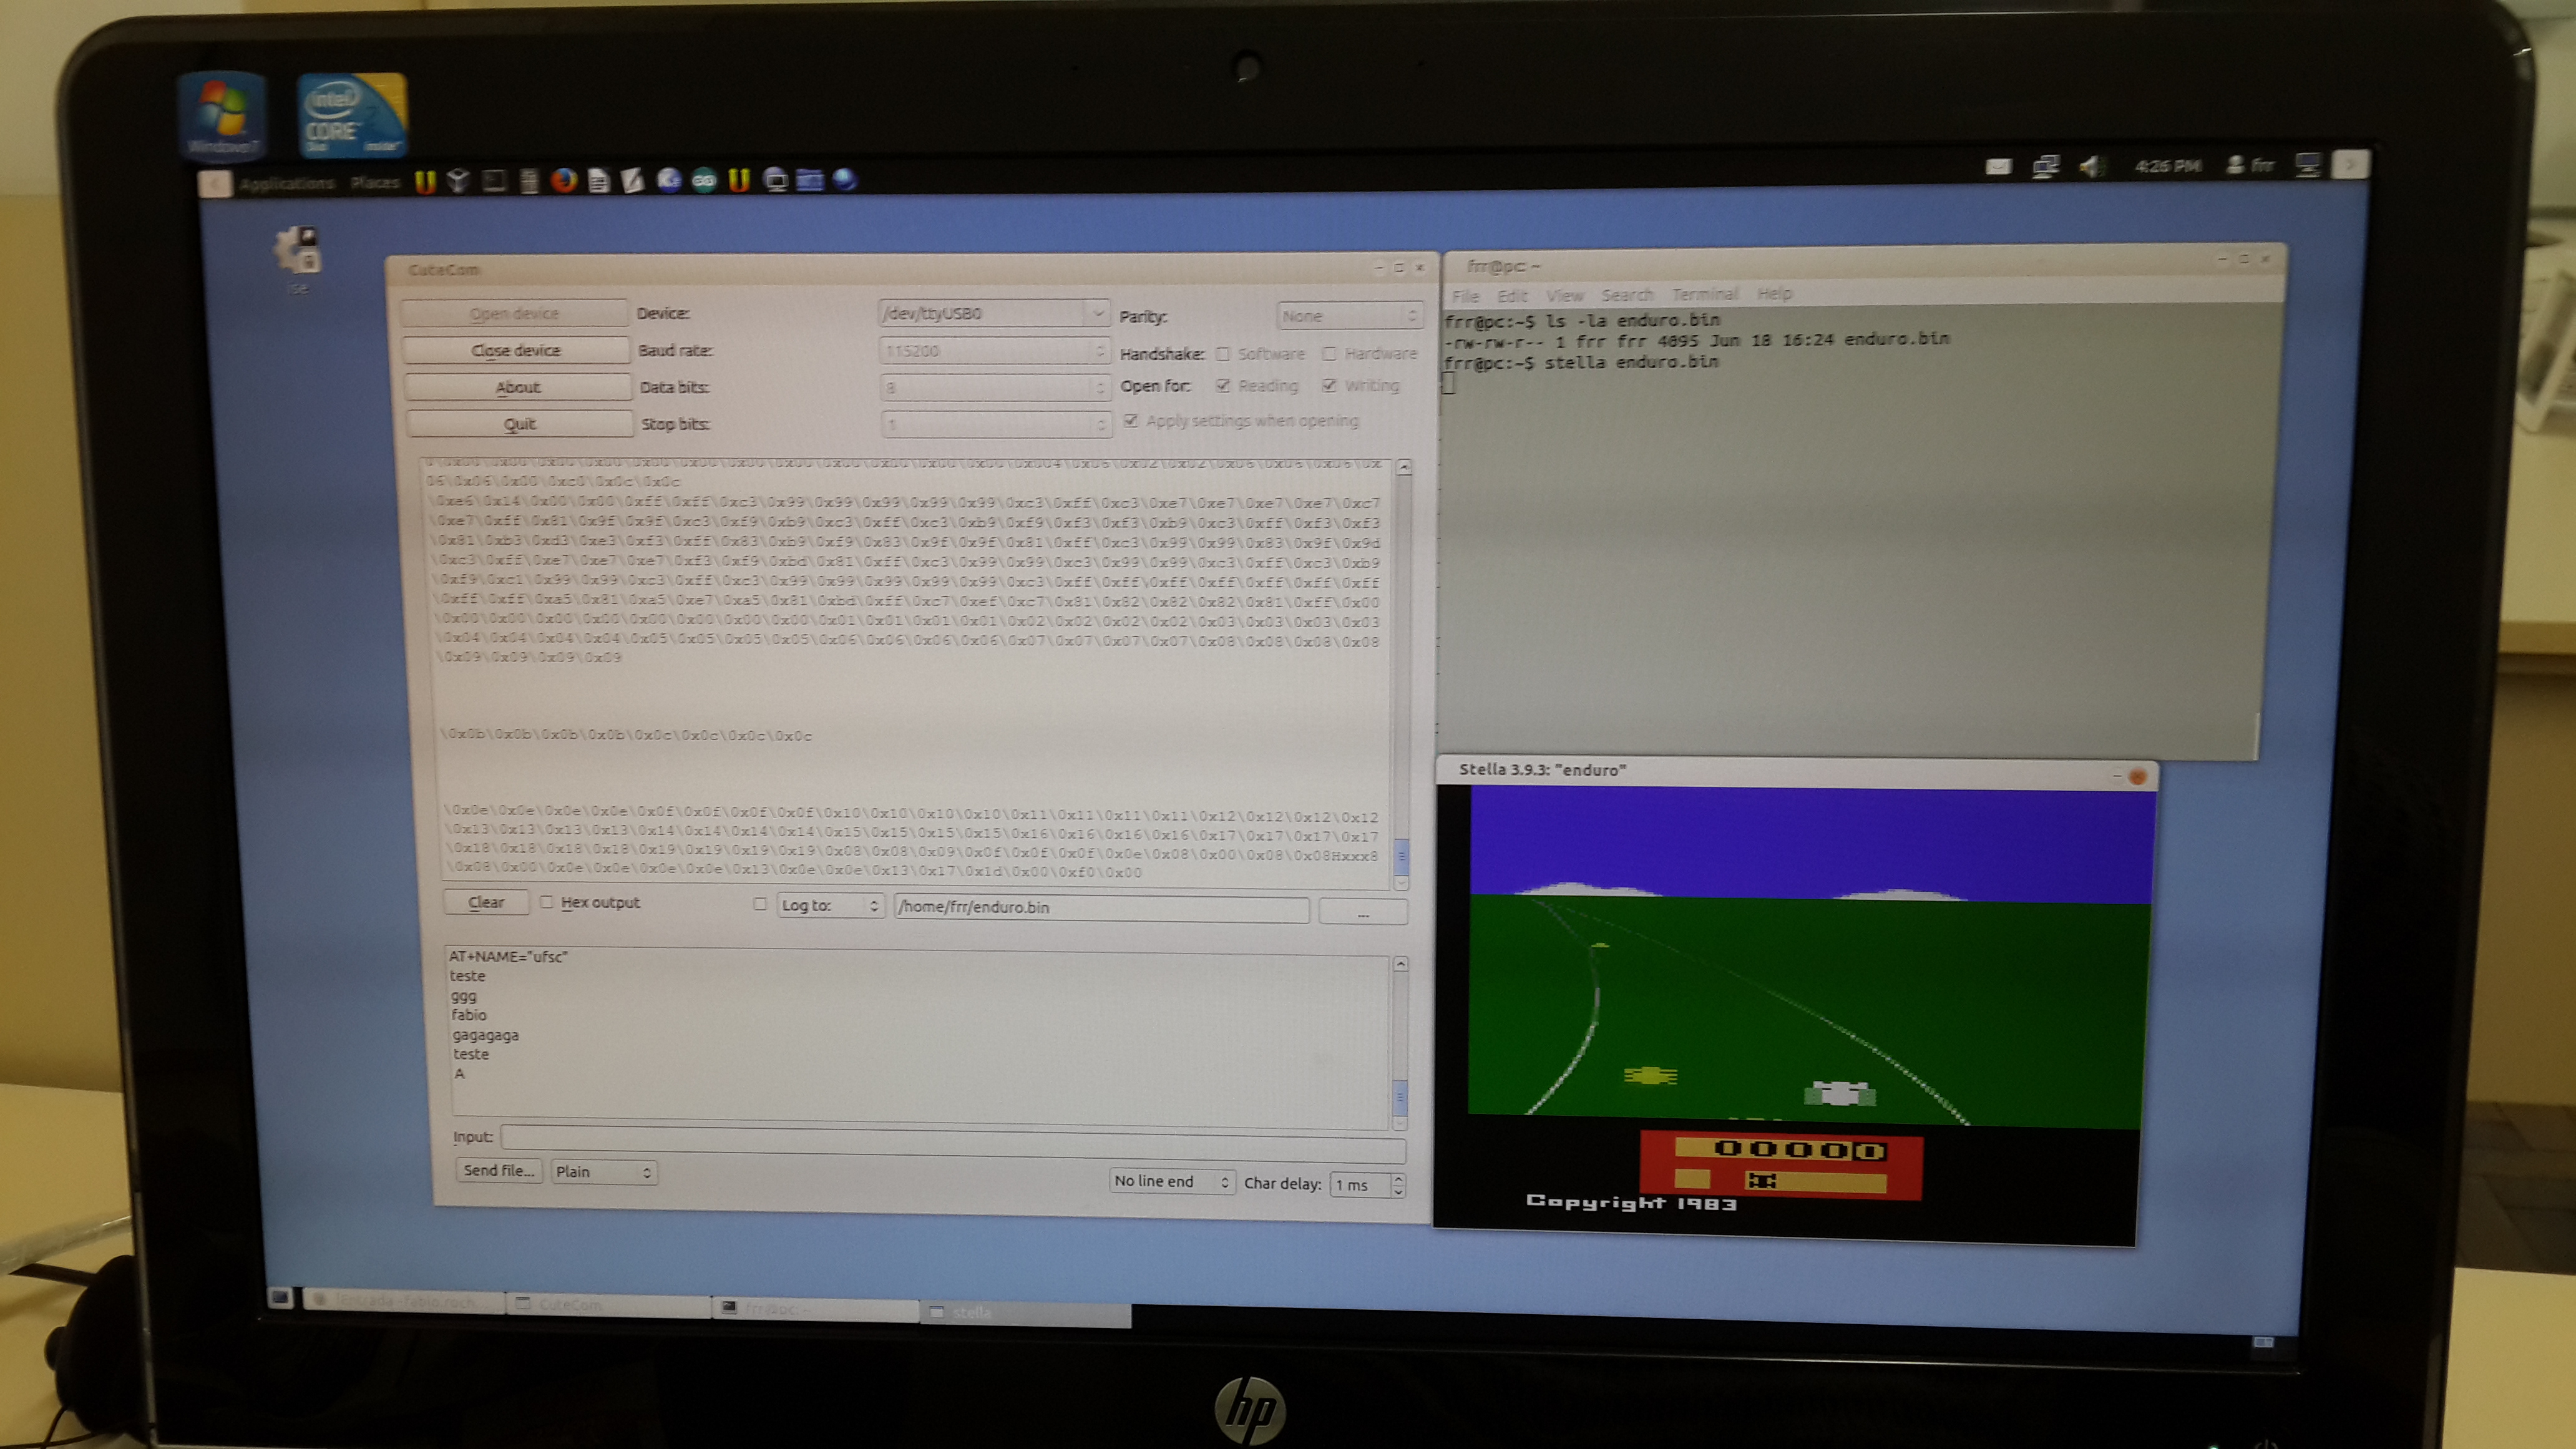 Windows 7
intel
CORE 2
Duo inside
Applications Places
4:26 PM frr
ise
CuteCom
Open device
Device:
/dev/ttyUSB0
Parity:
None
Close device
Baud rate:
115200
Handshake: Software Hardware
About
Data bits:
8
Open for: Reading Writing
Quit
Stop bits:
1
Apply settings when opening
06\0x06\0x00\0xc0\0x0c\0x0c
\0xe6\0x14\0x00\0x00\0xff\0xff\0xc3\0x99\0x99\0x99\0x99\0x99\0xc3\0xff\0xc3\0xe7\0xe7\0xe7\0xe7\0xc7
\0xe7\0xff\0x81\0x9f\0x9f\0xc3\0xf9\0xb9\0xc3\0xff\0xc3\0xb9\0xf9\0xf3\0xf3\0xb9\0xc3\0xff\0xf3\0xf3
\0x81\0xb3\0xd3\0xe3\0xf3\0xff\0x83\0xb9\0xf9\0x83\0x9f\0x9f\0x81\0xff\0xc3\0x99\0x99\0x83\0x9f\0x9d
\0xc3\0xff\0xe7\0xe7\0xe7\0xf3\0xf9\0xbd\0x81\0xff\0xc3\0x99\0x99\0xc3\0x99\0x99\0xc3\0xff\0xc3\0xb9
\0xf9\0xc1\0x99\0x99\0xc3\0xff\0xc3\0x99\0x99\0x99\0x99\0x99\0xc3\0xff\0xff\0xff\0xff\0xff\0xff\0xff
\0xff\0xff\0xa5\0x81\0xa5\0xe7\0xa5\0x81\0xbd\0xff\0xc7\0xef\0xc7\0x81\0x82\0x82\0x82\0x81\0xff\0x00
\0x00\0x00\0x00\0x00\0x00\0x00\0x00\0x00\0x01\0x01\0x01\0x01\0x02\0x02\0x02\0x02\0x03\0x03\0x03\0x03
\0x04\0x04\0x04\0x04\0x05\0x05\0x05\0x05\0x06\0x06\0x06\0x06\0x07\0x07\0x07\0x07\0x08\0x08\0x08\0x08
\0x09\0x09\0x09\0x09
\0x0b\0x0b\0x0b\0x0b\0x0c\0x0c\0x0c\0x0c
\0x0e\0x0e\0x0e\0x0e\0x0f\0x0f\0x0f\0x0f\0x10\0x10\0x10\0x10\0x11\0x11\0x11\0x11\0x12\0x12\0x12\0x12
\0x13\0x13\0x13\0x13\0x14\0x14\0x14\0x14\0x15\0x15\0x15\0x15\0x16\0x16\0x16\0x16\0x17\0x17\0x17\0x17
\0x18\0x18\0x18\0x18\0x19\0x19\0x19\0x19\0x08\0x08\0x09\0x0f\0x0f\0x0f\0x0e\0x08\0x00\0x08\0x08Hxxx8
\0x08\0x00\0x0e\0x0e\0x0e\0x0e\0x13\0x0e\0x0e\0x13\0x17\0x1d\0x00\0xf0\0x00
Clear
Hex output
Log to:
/home/frr/enduro.bin
...
AT+NAME="ufsc"
teste
ggg
fabio
gagagaga
teste
A
Input:
Send file... Plain
No line end
Char delay: 1 ms
frr@pc: ~
File Edit View Search Terminal Help
frr@pc:~$ ls -la enduro.bin
-rw-rw-r-- 1 frr frr 4095 Jun 18 16:24 enduro.bin
frr@pc:~$ stella enduro.bin
Stella 3.9.3: "enduro"
00000
Copyright 1983
CuteCom
frr@pc: ~
stella
hp